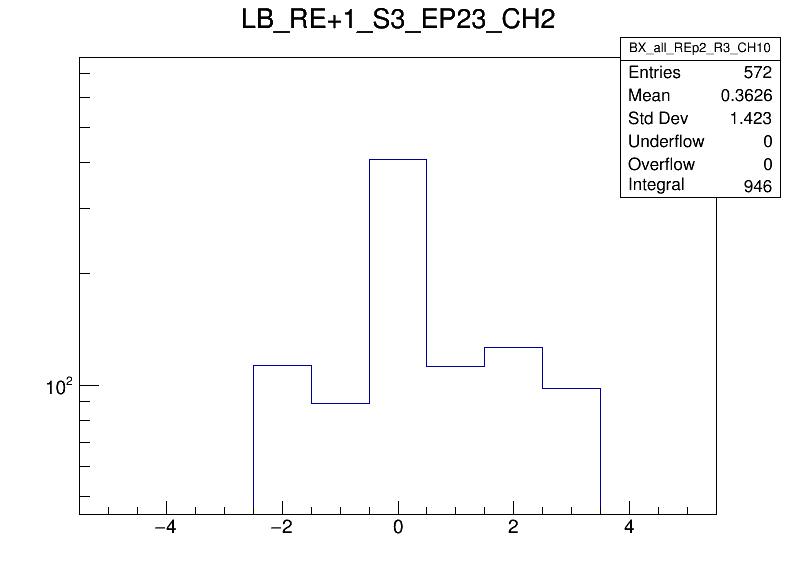 LB_RE+1_S3_EP23_CH2
BX_all_REp2_R3_CH10
Entries 572
Mean 0.3626
Std Dev 1.423
Underflow 0
Overflow 0
Integral 946
10²
−4 −2 0 2 4